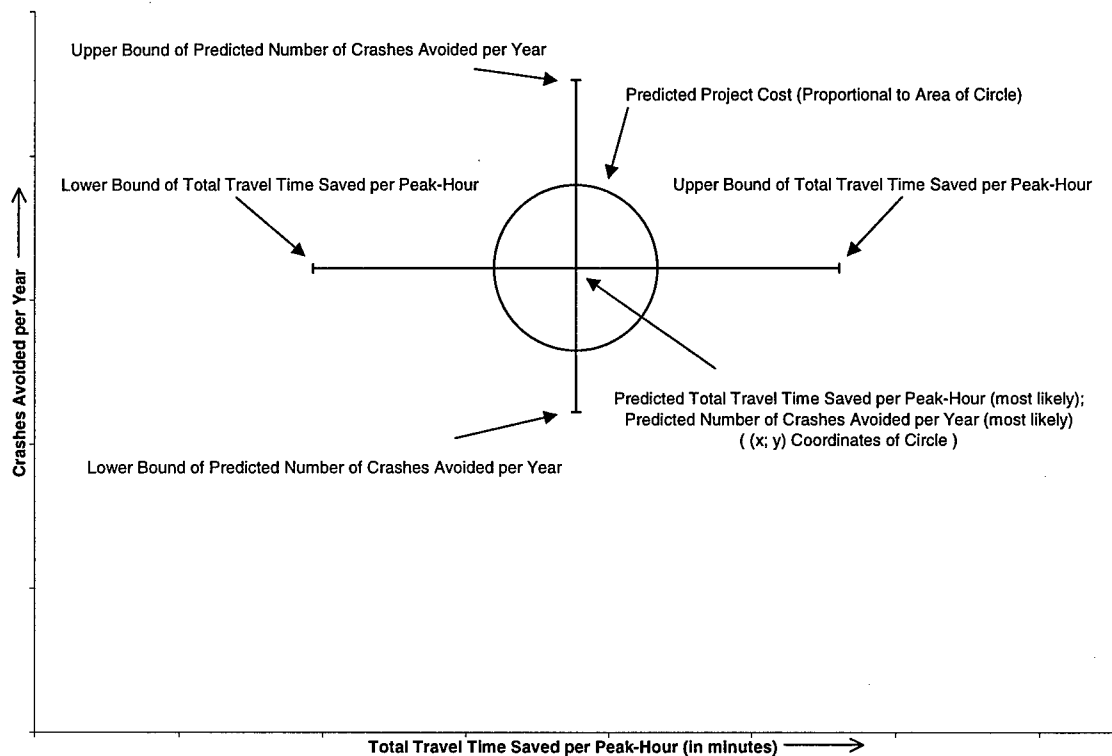 Upper Bound of Predicted Number of Crashes Avoided per Year
Predicted Project Cost (Proportional to Area of Circle)
Lower Bound of Total Travel Time Saved per Peak-Hour
Upper Bound of Total Travel Time Saved per Peak-Hour
Crashes Avoided per Year
Predicted Total Travel Time Saved per Peak-Hour (most likely);
Predicted Number of Crashes Avoided per Year (most likely)
( (x; y) Coordinates of Circle )
Lower Bound of Predicted Number of Crashes Avoided per Year
Total Travel Time Saved per Peak-Hour (in minutes)